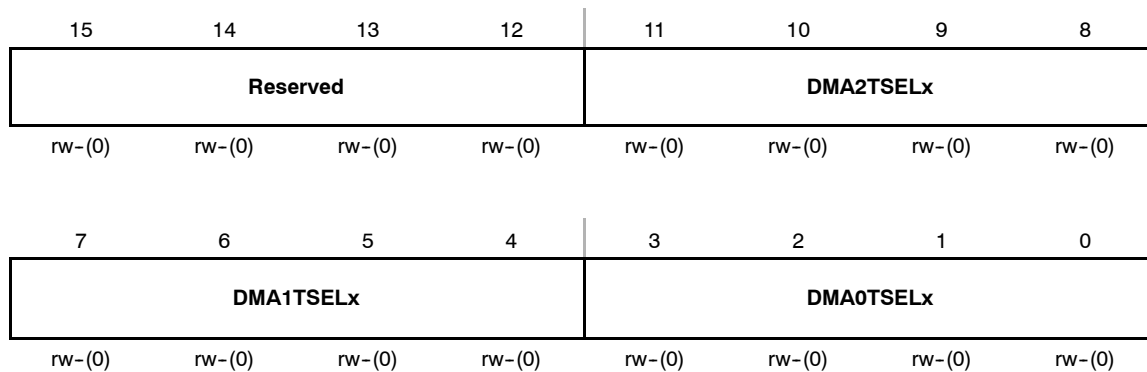 15 14 13 12 11 10 9 8
Reserved DMA2TSELx
rw-(0) rw-(0) rw-(0) rw-(0) rw-(0) rw-(0) rw-(0) rw-(0)
7 6 5 4 3 2 1 0
DMA1TSELx DMA0TSELx
rw-(0) rw-(0) rw-(0) rw-(0) rw-(0) rw-(0) rw-(0) rw-(0)